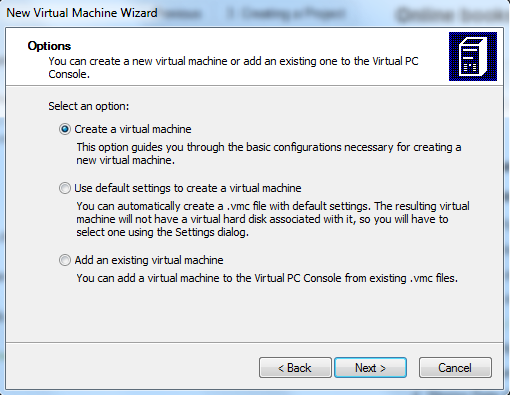 New Virtual Machine Wizard
Options
You can create a new virtual machine or add an existing one to the Virtual PC
Console.
Select an option:
Create a virtual machine
This option guides you through the basic configurations necessary for creating a
new virtual machine.
Use default settings to create a virtual machine
You can automatically create a .vmc file with default settings. The resulting virtual
machine will not have a virtual hard disk associated with it, so you will have to
select one using the Settings dialog.
Add an existing virtual machine
You can add a virtual machine to the Virtual PC Console from existing .vmc files.
< Back
Next >
Cancel